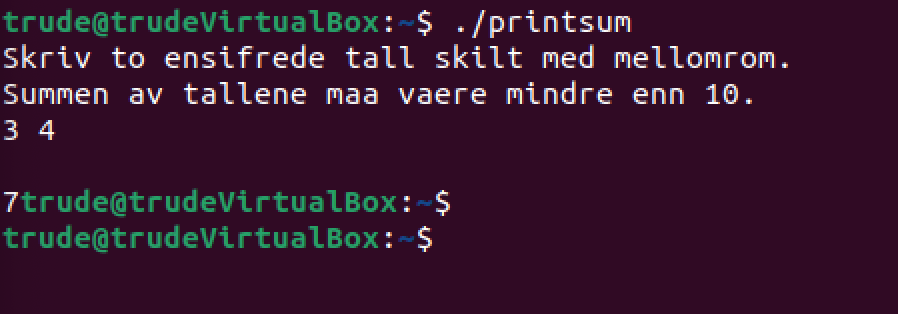 trude@trudeVirtualBox:~$ ./printsum
Skriv to ensifrede tall skilt med mellomrom.
Summen av tallene maa vaere mindre enn 10.
3 4
7trude@trudeVirtualBox:~$
trude@trudeVirtualBox:~$